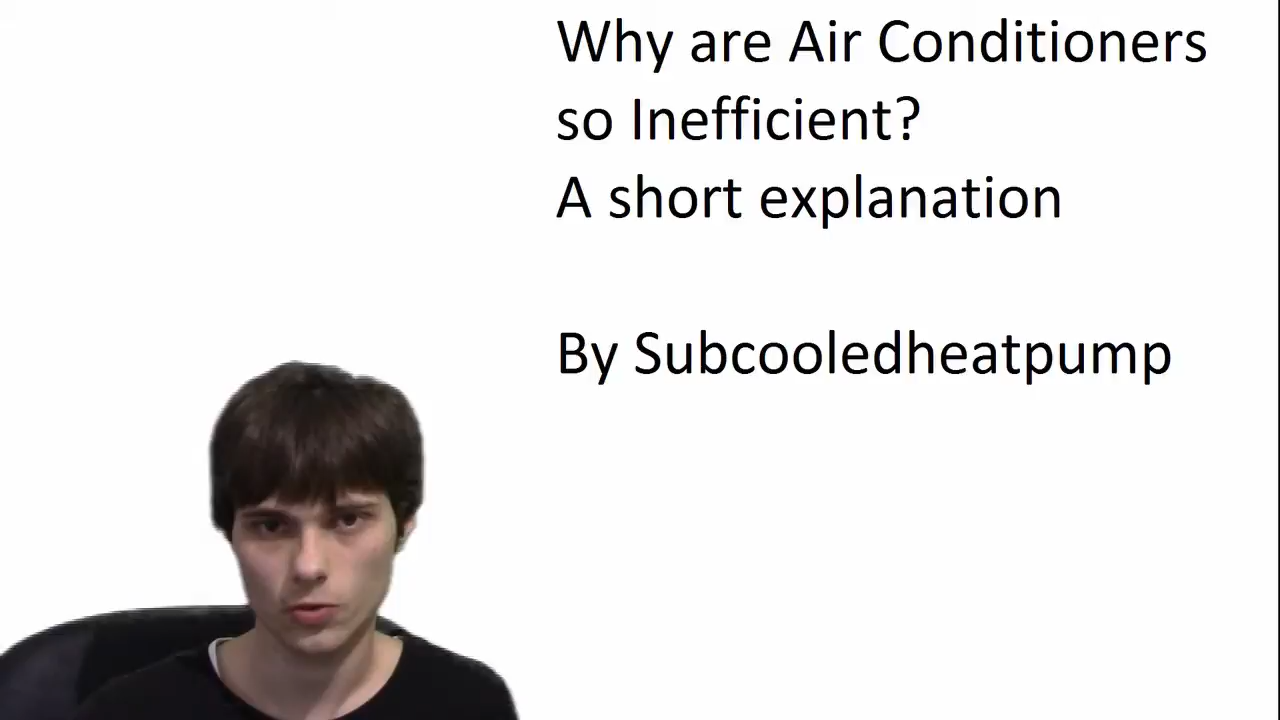 Why are Air Conditioners
so Inefficient?
A short explanation
By Subcooledheatpump